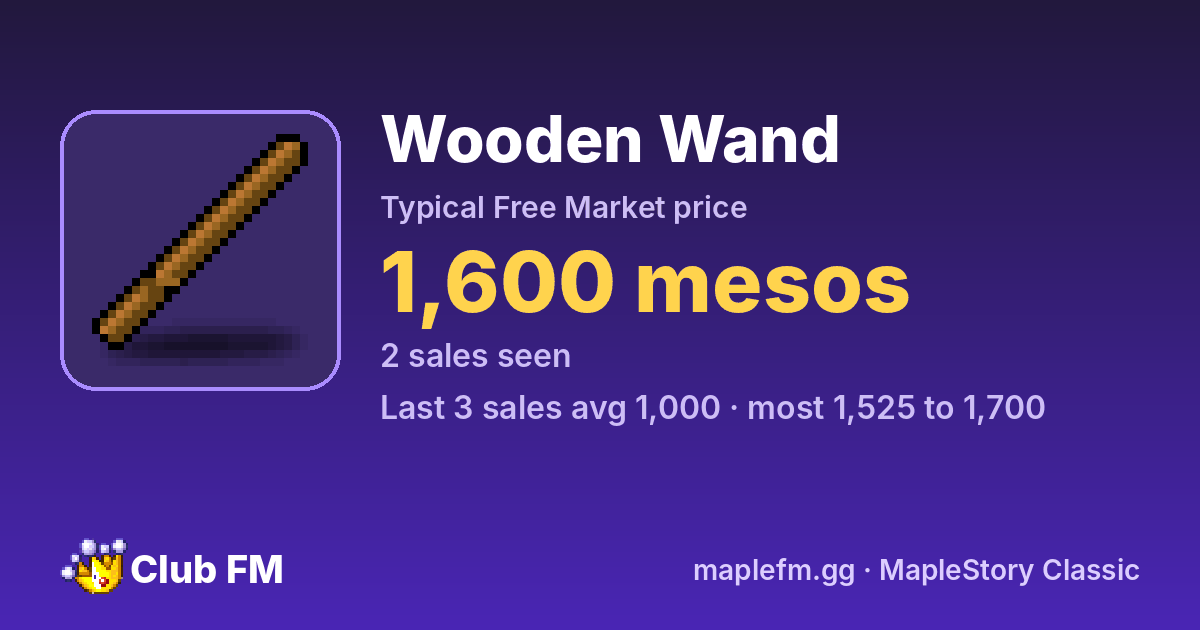 Wooden Wand
Typical Free Market price
1,600 mesos
2 sales seen
Last 3 sales avg 1,000 · most 1,525 to 1,700
Club FM
maplefm.gg · MapleStory Classic